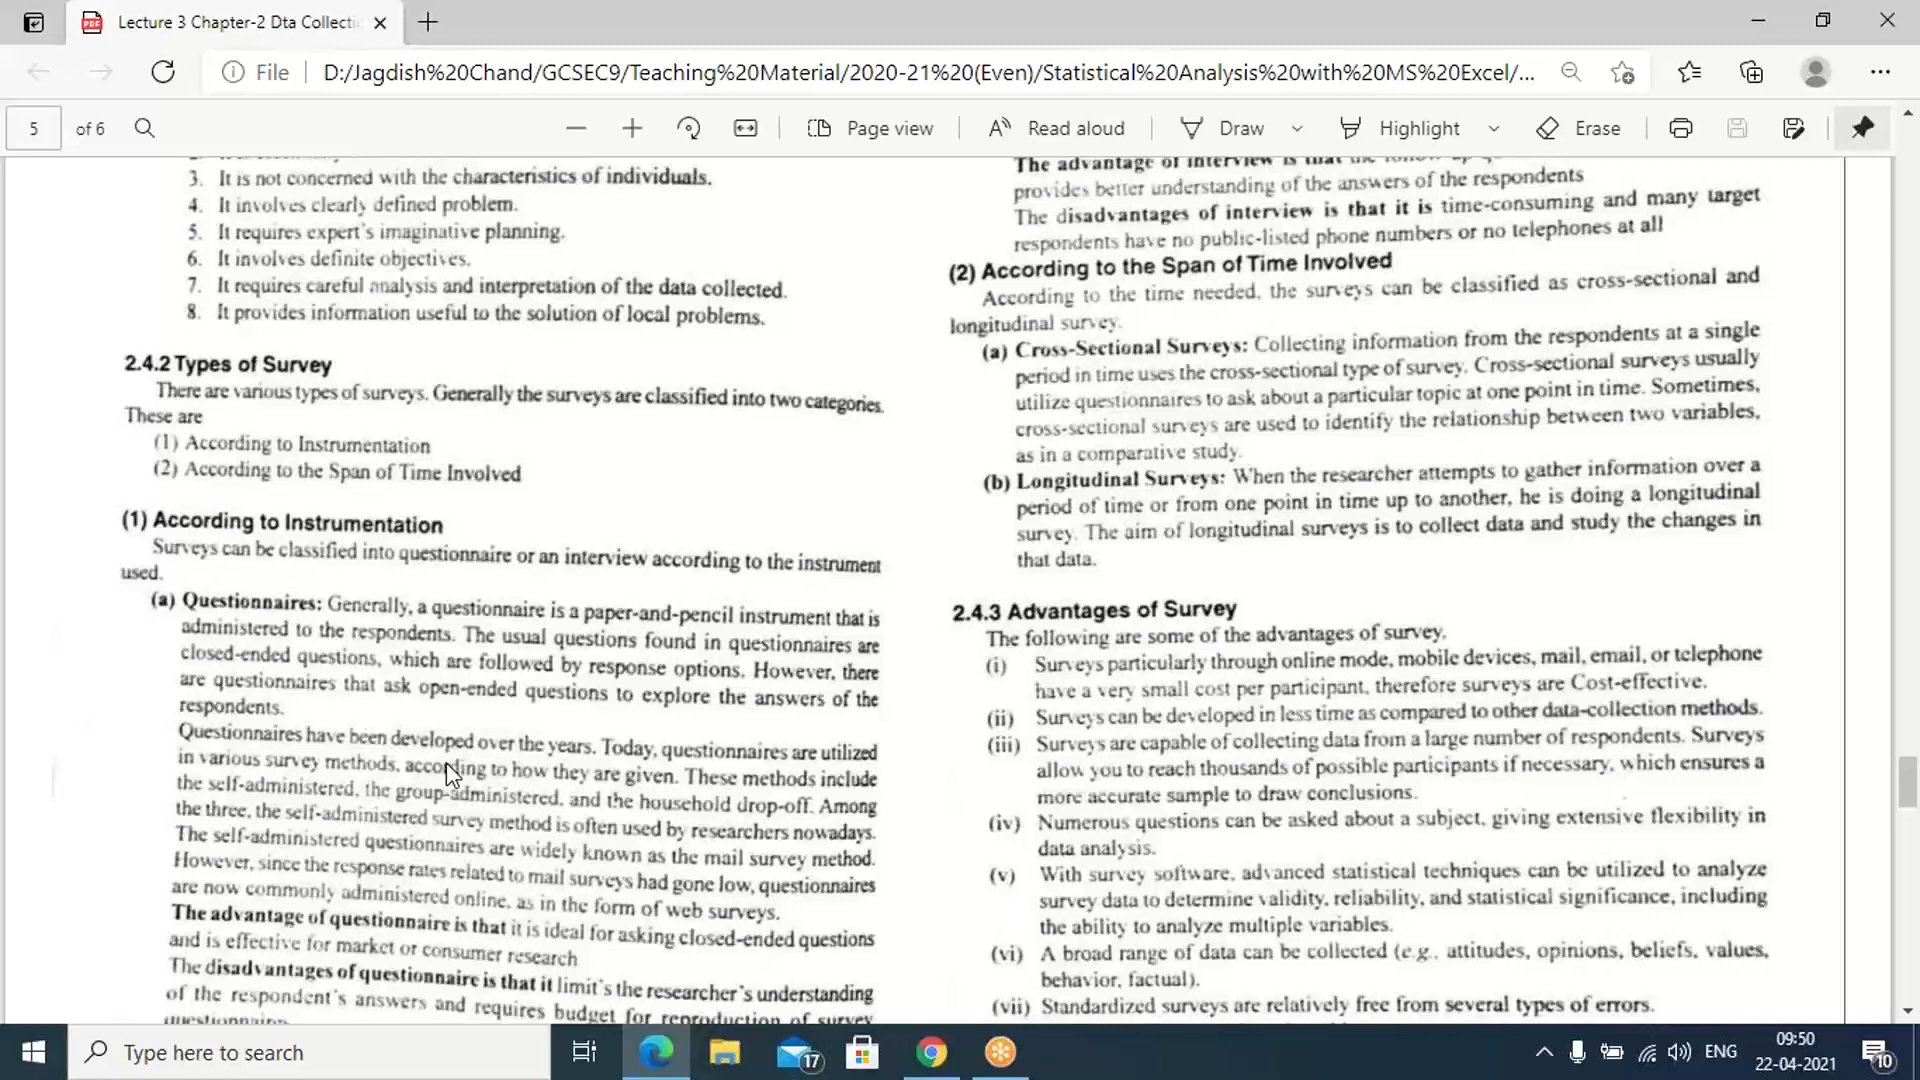 Lecture 3 Chapter-2 Dta Collecti
File
D:/Jagdish%20Chand/GCSEC9/Teaching%20Material/2020-21%20(Even)/Statistical%20Analysis%20with%20MS%20Excel/...
5 of 6
Page view
Read aloud
Draw
Highlight
Erase
3. It is not concerned with the characteristics of individuals.
4. It involves clearly defined problem.
5. It requires expert's imaginative planning.
6. It involves definite objectives.
7. It requires careful analysis and interpretation of the data collected.
8. It provides information useful to the solution of local problems.
2.4.2 Types of Survey
There are various types of surveys. Generally the surveys are classified into two categories.
These are
(1) According to Instrumentation
(2) According to the Span of Time Involved
(1) According to Instrumentation
Surveys can be classified into questionnaire or an interview according to the instrument
used.
(a) Questionnaires: Generally, a questionnaire is a paper-and-pencil instrument that is
administered to the respondents. The usual questions found in questionnaires are
closed-ended questions, which are followed by response options. However, there
are questionnaires that ask open-ended questions to explore the answers of the
respondents.
Questionnaires have been developed over the years. Today, questionnaires are utilized
in various survey methods, according to how they are given. These methods include
the self-administered, the group-administered, and the household drop-off. Among
the three, the self-administered survey method is often used by researchers nowadays.
The self-administered questionnaires are widely known as the mail survey method.
However, since the response rates related to mail surveys had gone low, questionnaires
are now commonly administered online, as in the form of web surveys.
The advantage of questionnaire is that it is ideal for asking closed-ended questions
and is effective for market or consumer research
The disadvantages of questionnaire is that it limit's the researcher's understanding
of the respondent's answers and requires budget for reproduction of survey
The advantage of interview is that the
provides better understanding of the answers of the respondents
The disadvantages of interview is that it is time-consuming and many target
respondents have no public-listed phone numbers or no telephones at all
(2) According to the Span of Time Involved
According to the time needed, the surveys can be classified as cross-sectional and
longitudinal survey.
(a) Cross-Sectional Surveys: Collecting information from the respondents at a single
period in time uses the cross-sectional type of survey. Cross-sectional surveys usually
utilize questionnaires to ask about a particular topic at one point in time. Sometimes,
cross-sectional surveys are used to identify the relationship between two variables,
as in a comparative study.
(b) Longitudinal Surveys: When the researcher attempts to gather information over a
period of time or from one point in time up to another, he is doing a longitudinal
survey. The aim of longitudinal surveys is to collect data and study the changes in
that data.
2.4.3 Advantages of Survey
The following are some of the advantages of survey.
(i) Surveys particularly through online mode, mobile devices, mail, email, or telephone
have a very small cost per participant, therefore surveys are Cost-effective.
(ii) Surveys can be developed in less time as compared to other data-collection methods.
(iii) Surveys are capable of collecting data from a large number of respondents. Surveys
allow you to reach thousands of possible participants if necessary, which ensures a
more accurate sample to draw conclusions.
(iv) Numerous questions can be asked about a subject, giving extensive flexibility in
data analysis.
(v) With survey software, advanced statistical techniques can be utilized to analyze
survey data to determine validity, reliability, and statistical significance, including
the ability to analyze multiple variables.
(vi) A broad range of data can be collected (e.g., attitudes, opinions, beliefs, values,
behavior, factual).
(vii) Standardized surveys are relatively free from several types of errors.
Type here to search
17
ENG
09:50
22-04-2021
10